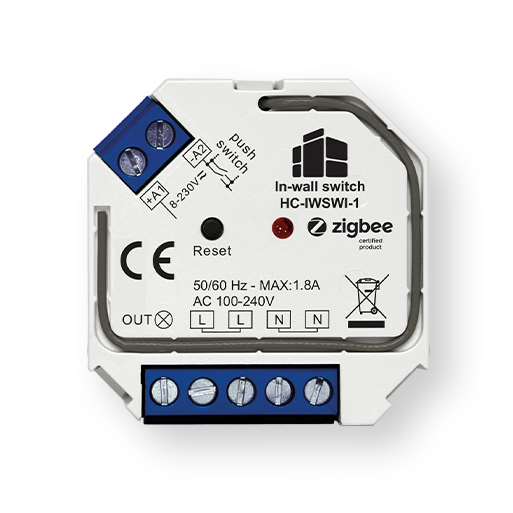 -A2
push
switch
+A1
8-230V~
In-wall switch
HC-IWSWI-1
Reset
zigbee
certified
product
CE
50/60 Hz - MAX:1.8A
AC 100-240V
OUT
L L N N